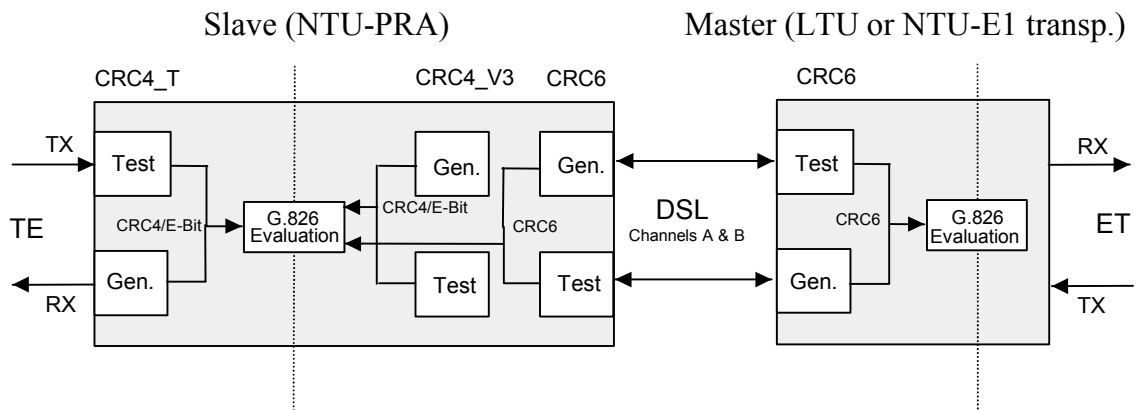 Slave (NTU-PRA)
Master (LTU or NTU-E1 transp.)
CRC4_T
CRC4_V3
CRC6
CRC6
TX
Test
Gen.
Gen.
Test
RX
CRC4/E-Bit
G.826
Evaluation
CRC4/E-Bit
CRC6
DSL
Channels A & B
CRC6
G.826
Evaluation
TE
ET
RX
Gen.
Test
Test
Gen.
TX